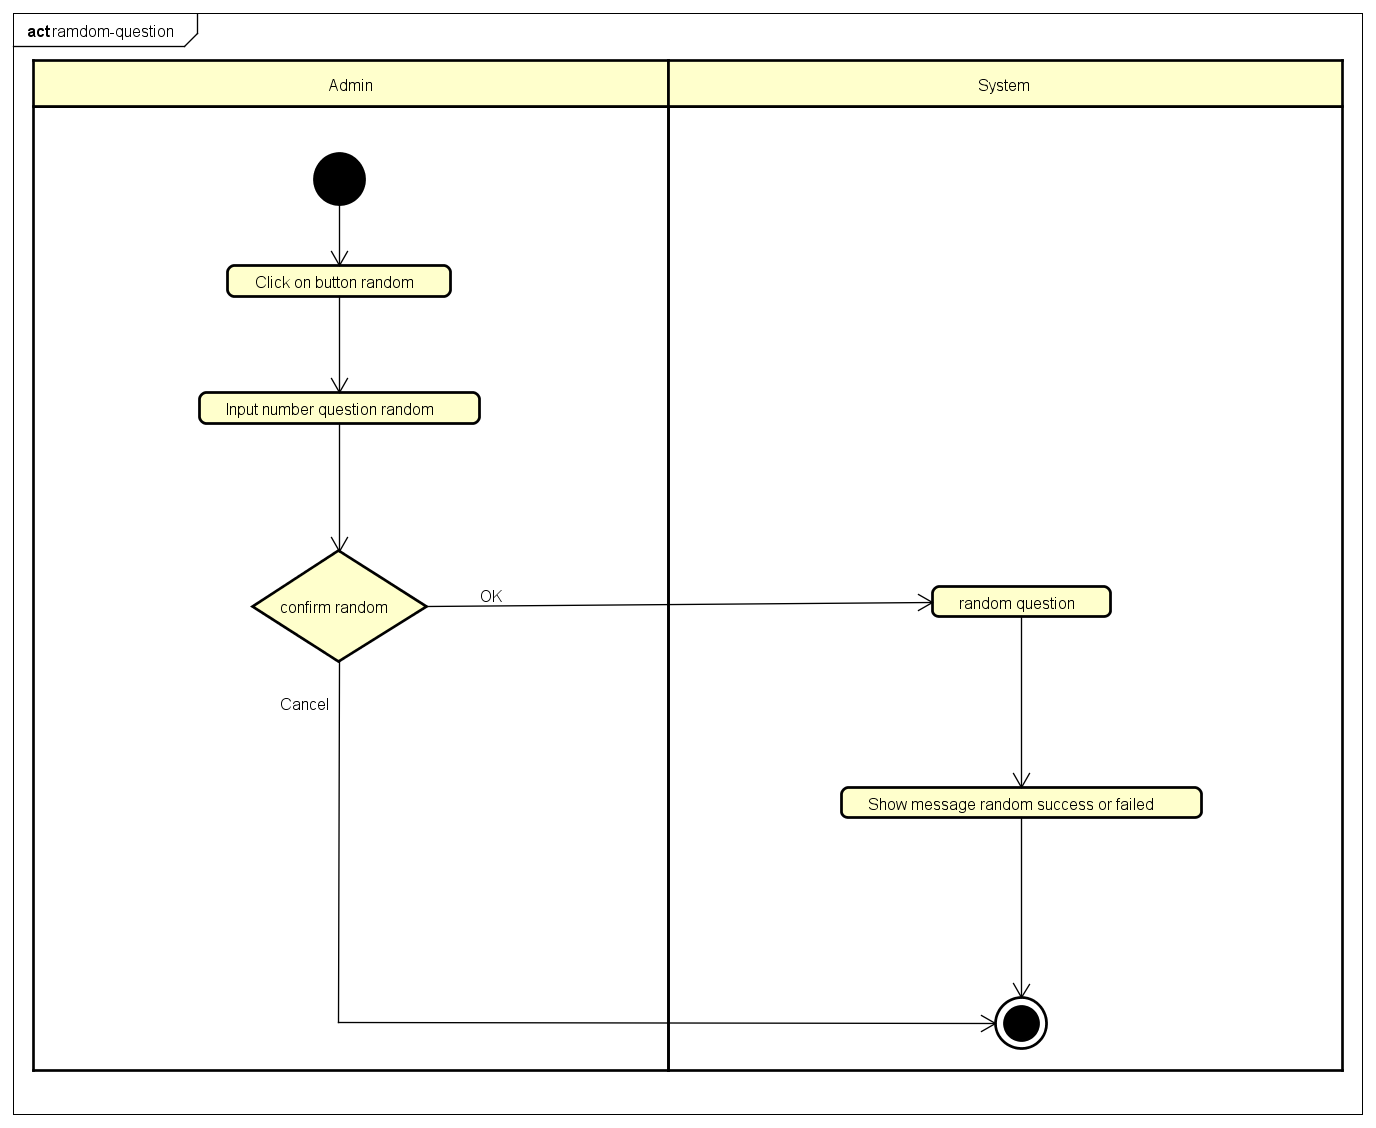 act ramdom-question
Admin
System
Click on button random
Input number question random
confirm random
OK
random question
Cancel
Show message random success or failed